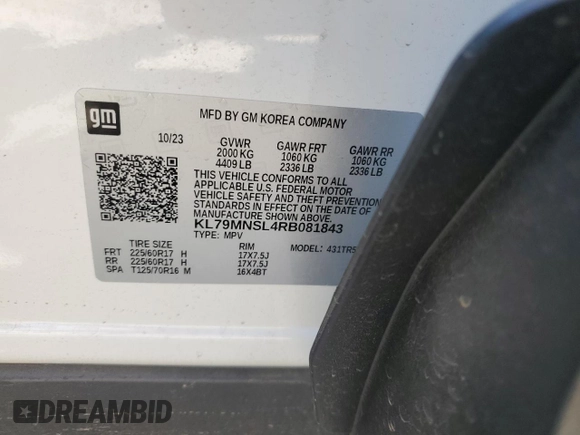 gm
MFD BY GM KOREA COMPANY
10/23 GVWR GAWR FRT GAWR RR
2000 KG 1060 KG 1060 KG
4409 LB 2336 LB 2336 LB
THIS VEHICLE CONFORMS TO ALL
APPLICABLE U.S. FEDERAL MOTOR
VEHICLE SAFETY, BUMPER, AND THEFT
PREVENTION STANDARDS IN EFFECT ON
THE DATE OF MANUFACTURE
SHOWN ABOVE.
KL79MNSL4RB081843
TYPE: MPV MODEL: 431TR5
TIRE SIZE RIM
FRT 225/60R17 H 17X7.5J
RR 225/60R17 H 17X7.5J
SPA T125/70R16 M 16X4BT
DREAMBID